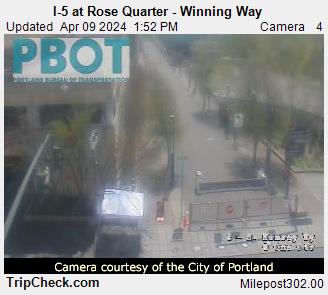 I-5 at Rose Quarter - Winning Way
Updated Apr 09 2024 1:52 PM Camera 4
PBOT
PORTLAND BUREAU OF TRANSPORTATION
Camera courtesy of the City of Portland
TripCheck.com Milepost302.00